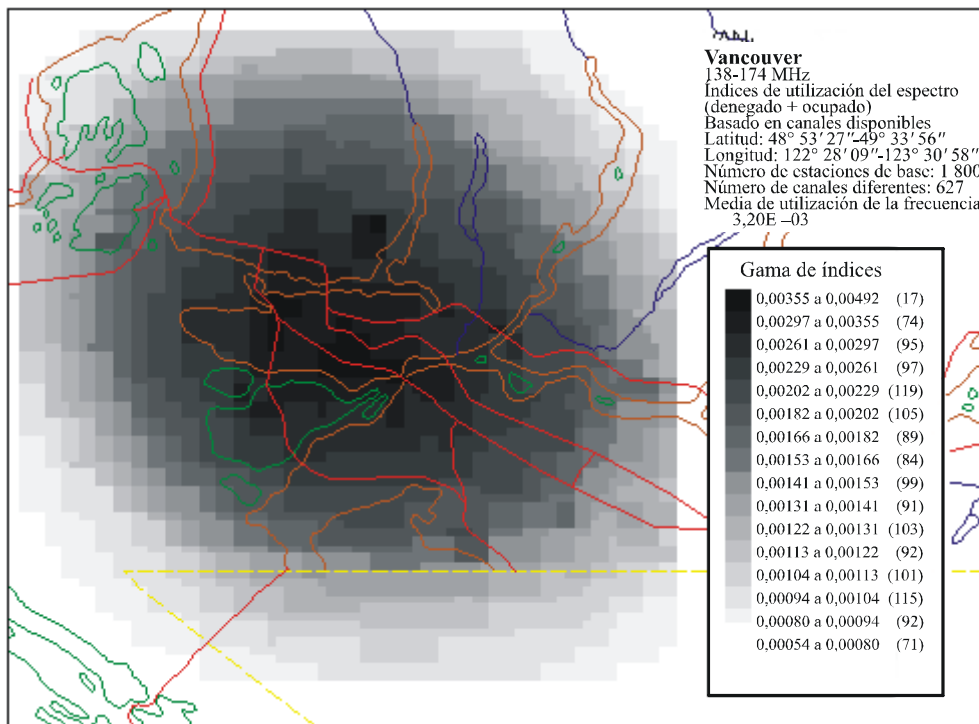 Vancouver
138-174 MHz
Índices de utilización del espectro
(denegado + ocupado)
Basado en canales disponibles
Latitud: 48° 53′ 27″-49° 33′ 56″
Longitud: 122° 28′ 09″-123° 30′ 58″
Número de estaciones de base: 1 800
Número de canales diferentes: 627
Media de utilización de la frecuencia
3,20E –03
Gama de índices
0,00355 a 0,00492 (17)
0,00297 a 0,00355 (74)
0,00261 a 0,00297 (95)
0,00229 a 0,00261 (97)
0,00202 a 0,00229 (119)
0,00182 a 0,00202 (105)
0,00166 a 0,00182 (89)
0,00153 a 0,00166 (84)
0,00141 a 0,00153 (99)
0,00131 a 0,00141 (91)
0,00122 a 0,00131 (103)
0,00113 a 0,00122 (92)
0,00104 a 0,00113 (101)
0,00094 a 0,00104 (115)
0,00080 a 0,00094 (92)
0,00054 a 0,00080 (71)